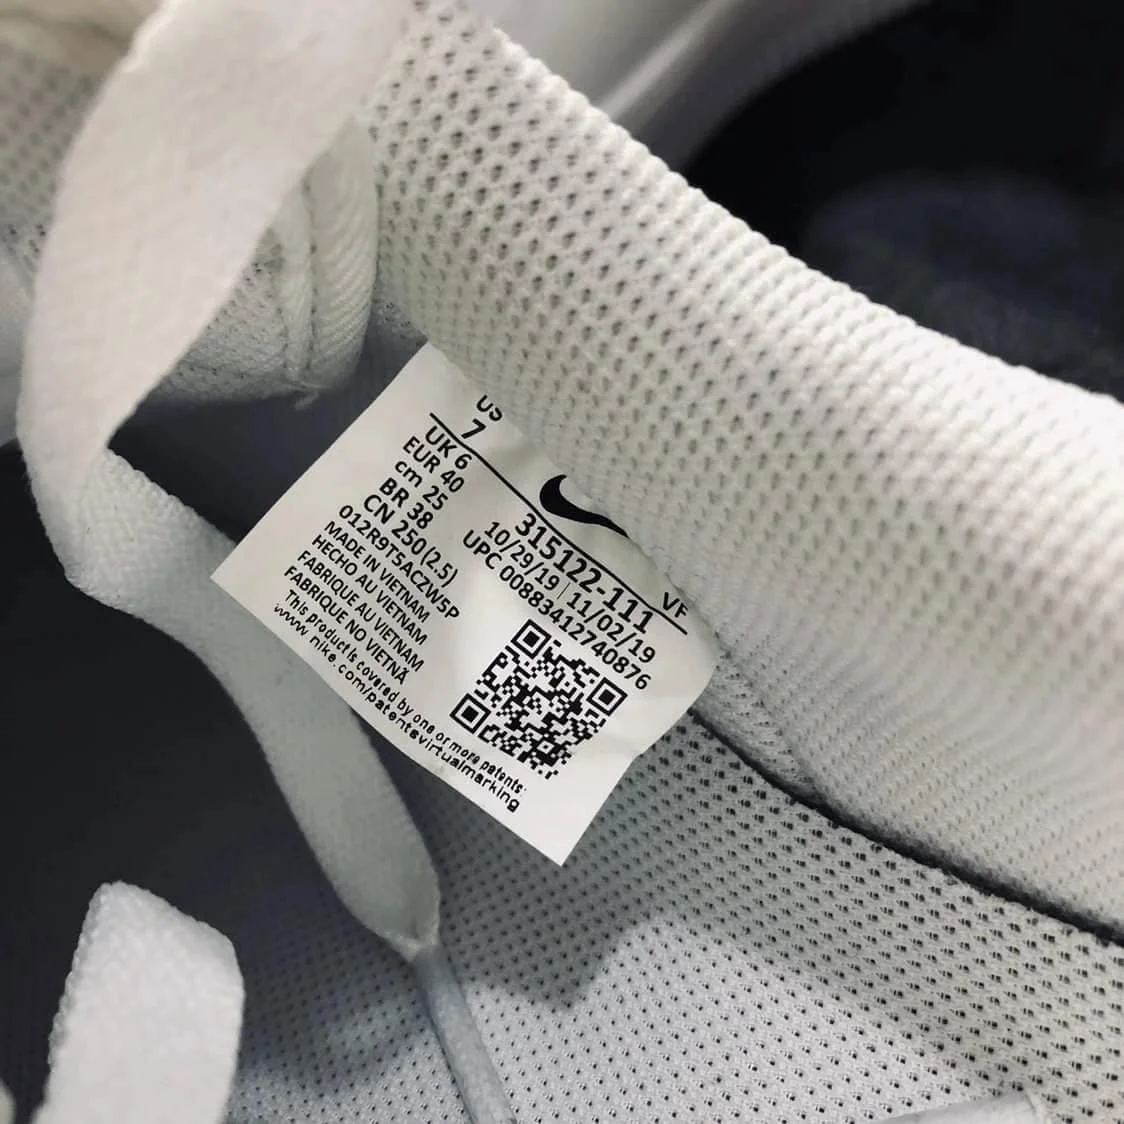 US
7
UK 6
EUR 40
cm 25
BR 38
CN 250 (2.5)
012R9T5ACZW5P
MADE IN VIETNAM
HECHO AU VIETNAM
FABRIQUE AU VIETNAM
FABRIQUE NO VIETNÃ
This product is covered by one or more patents:
www.nike.com/patentsvirtualmarking
VF
315122-111
10/29/19 | 11/02/19
UPC 00883412740876